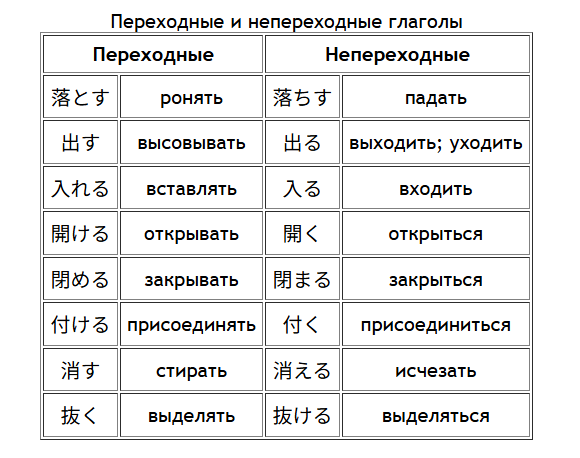 Переходные и непереходные глаголы
Переходные Непереходные
落とす ронять 落ちす падать
出す высовывать 出る выходить; уходить
入れる вставлять 入る входить
開ける открывать 開く открыться
閉める закрывать 閉まる закрыться
付ける присоединять 付く присоединиться
消す стирать 消える исчезать
抜く выделять 抜ける выделяться